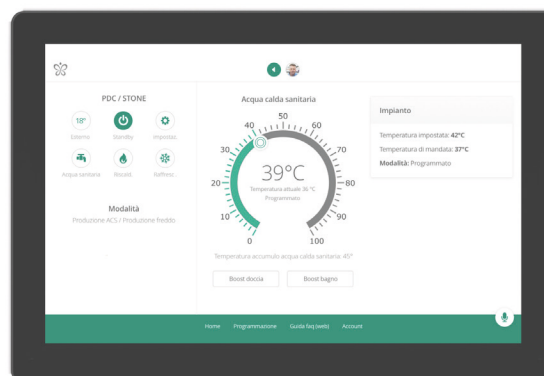 PDC / STONE
18°
Esterno
Standby
Impostaz.
Acqua sanitaria
Riscald.
Raffresc.
Modalità
Produzione ACS / Produzione freddo
Acqua calda sanitaria
0
10
20
30
40
50
60
70
80
90
100
39°C
Temperatura attuale 36 °C
Programmato
Temperatura accumulo acqua calda sanitaria: 45°
Boost doccia
Boost bagno
Impianto
Temperatura impostata: 42°C
Temperatura di mandata: 37°C
Modalità: Programmato
Home
Programmazione
Guida faq (web)
Account